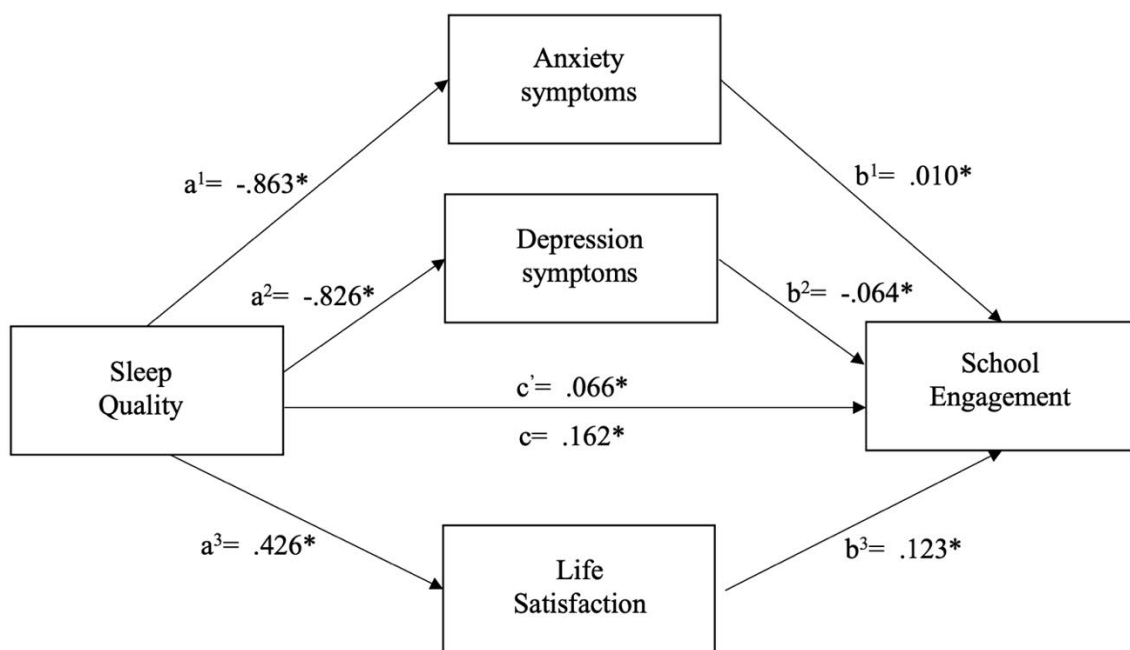 Anxiety
symptoms
a¹= -.863*
b¹= .010*
Depression
symptoms
a²= -.826*
b²= -.064*
Sleep
Quality
c’= .066*
c= .162*
School
Engagement
a³= .426*
b³= .123*
Life
Satisfaction